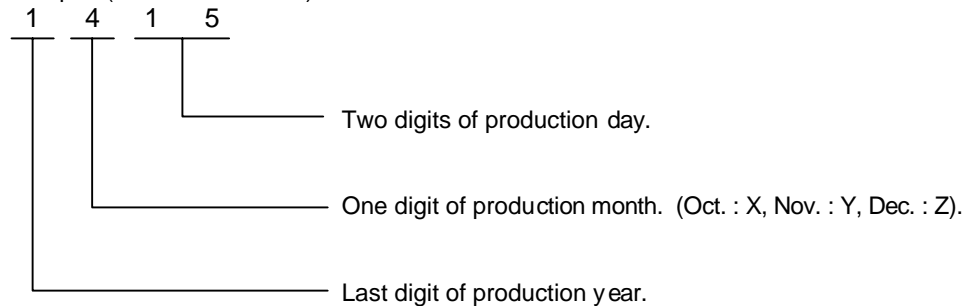 1 4 1 5
Two digits of production day.
One digit of production month. (Oct. : X, Nov. : Y, Dec. : Z).
Last digit of production year.